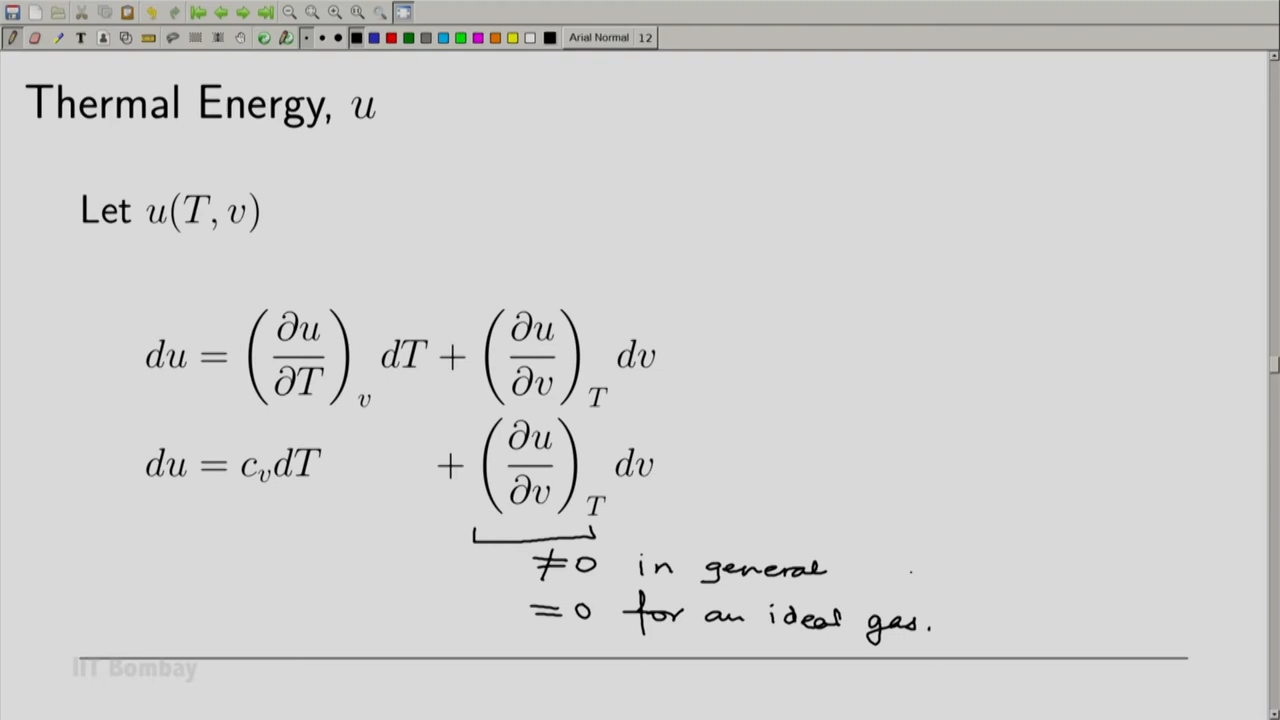 Arial Normal 12
Thermal Energy, u
Let u(T, v)
du = (∂u/∂T)_v dT + (∂u/∂v)_T dv
du = c_v dT + (∂u/∂v)_T dv
≠0 in general
=0 for an ideal gas.
IIT Bombay